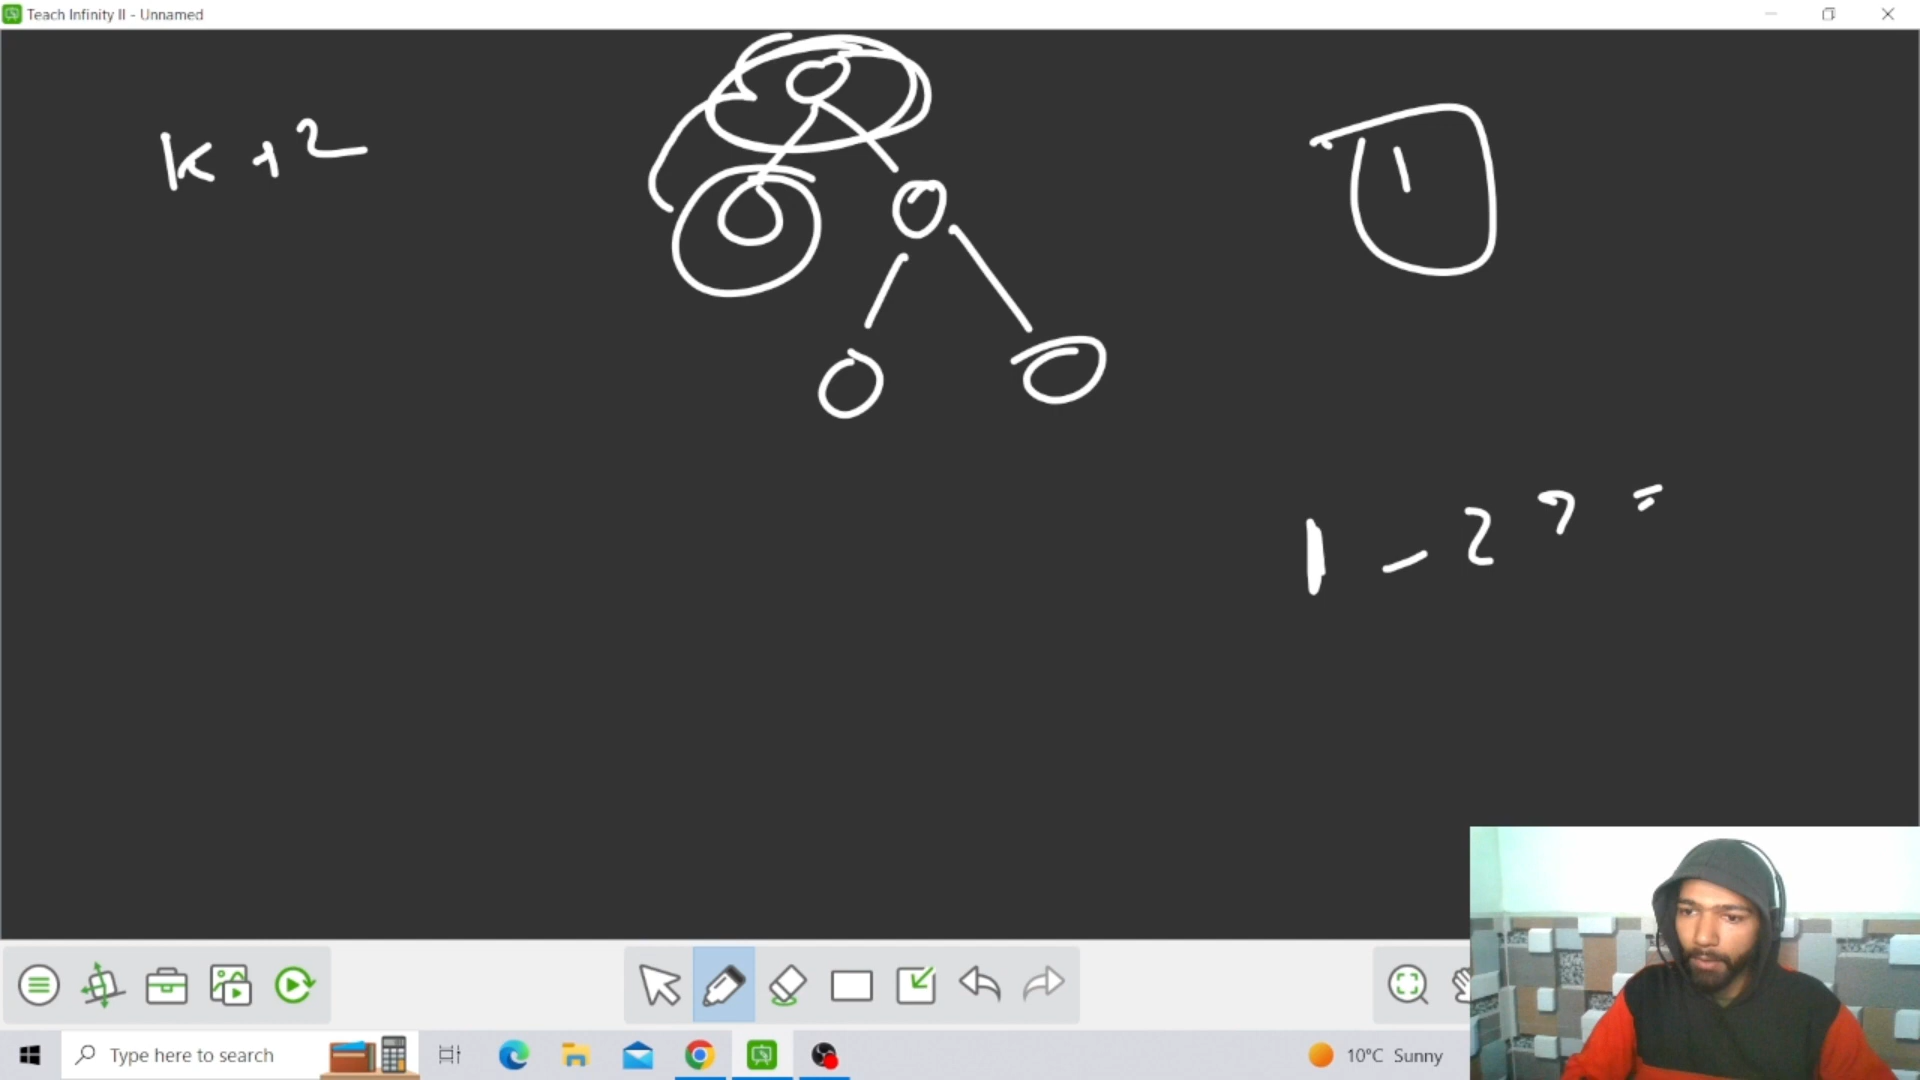 Teach Infinity II - Unnamed
K + 2
1
1 - 2 ? =
Type here to search
10°C Sunny